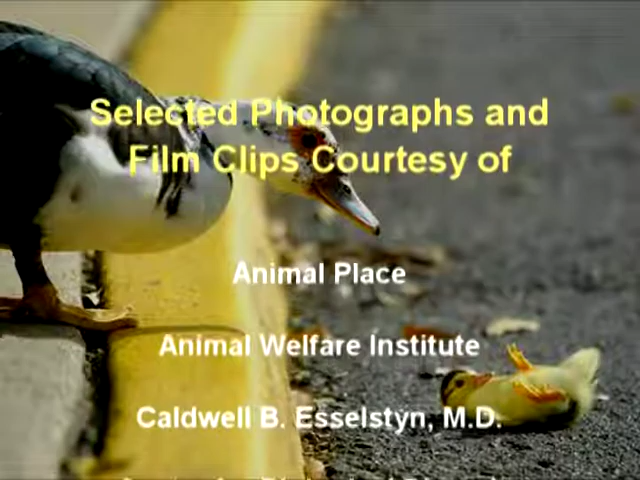 Selected Photographs and
Film Clips Courtesy of
Animal Place
Animal Welfare Institute
Caldwell B. Esselstyn, M.D.